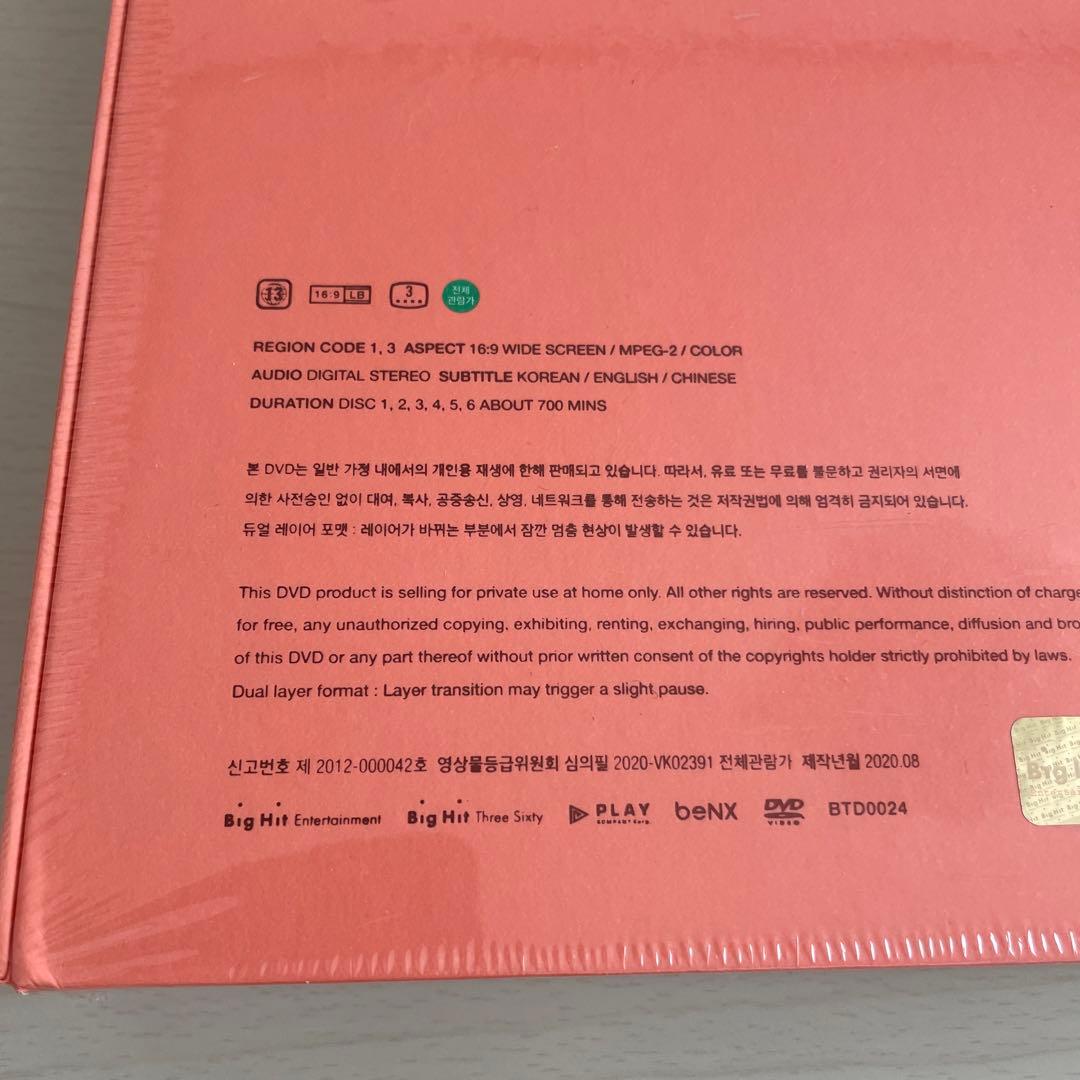 13 16:9 LB 3 전체
관람가
REGION CODE 1, 3 ASPECT 16:9 WIDE SCREEN / MPEG-2 / COLOR
AUDIO DIGITAL STEREO SUBTITLE KOREAN / ENGLISH / CHINESE
DURATION DISC 1, 2, 3, 4, 5, 6 ABOUT 700 MINS
본 DVD는 일반 가정 내에서의 개인용 재생에 한해 판매되고 있습니다. 따라서, 유료 또는 무료를 불문하고 권리자의 서면에
의한 사전승인 없이 대여, 복사, 공중송신, 상영, 네트워크를 통해 전송하는 것은 저작권법에 의해 엄격히 금지되어 있습니다.
듀얼 레이어 포맷 : 레이어가 바뀌는 부분에서 잠깐 멈춤 현상이 발생할 수 있습니다.
This DVD product is selling for private use at home only. All other rights are reserved. Without distinction of charge
for free, any unauthorized copying, exhibiting, renting, exchanging, hiring, public performance, diffusion and bro
of this DVD or any part thereof without prior written consent of the copyrights holder strictly prohibited by laws.
Dual layer format : Layer transition may trigger a slight pause.
신고번호 제 2012-000042호 영상물등급위원회 심의필 2020-VK02391 전체관람가 제작년월 2020.08
Big Hit Entertainment Big Hit Three Sixty PLAY COMPANY Corp. beNX DVD VIDEO BTD0024
Big Hit